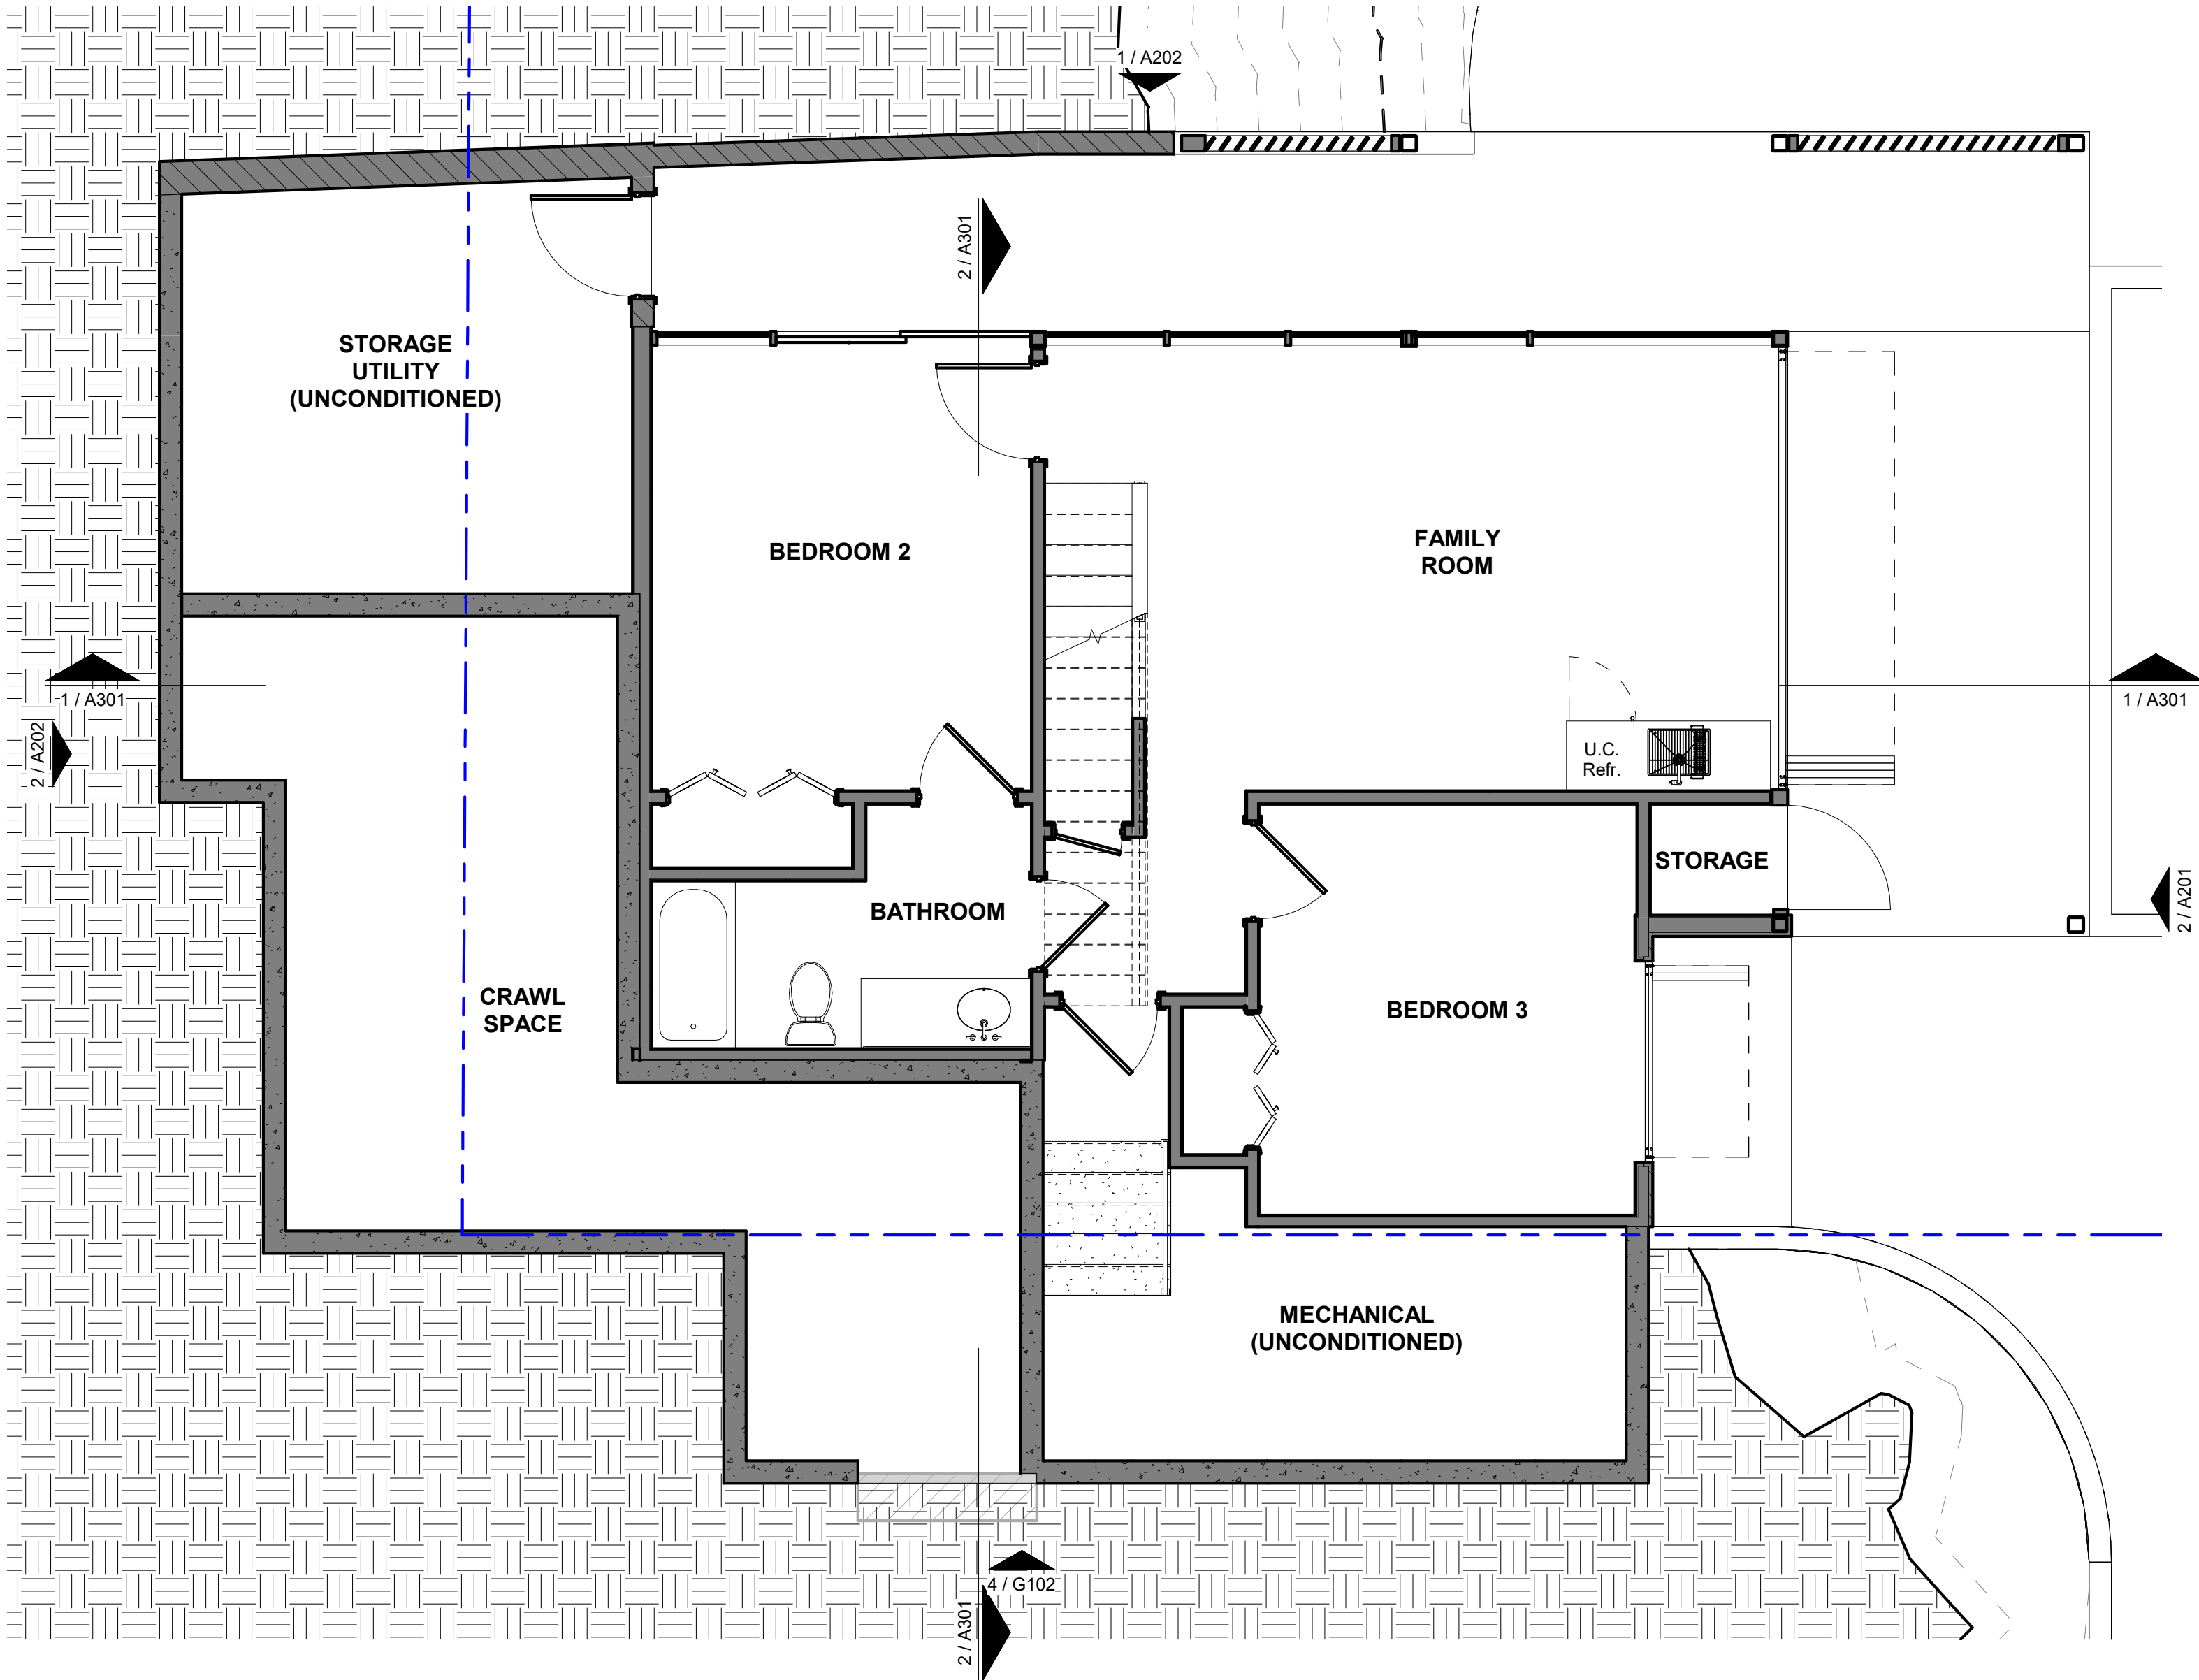 1 / A202
2 / A301
STORAGE
UTILITY
(UNCONDITIONED)
BEDROOM 2
FAMILY
ROOM
1 / A301
1 / A301
2 / A202
U.C.
Refr.
STORAGE
2 / A201
BATHROOM
CRAWL
SPACE
BEDROOM 3
MECHANICAL
(UNCONDITIONED)
4 / G102
2 / A301